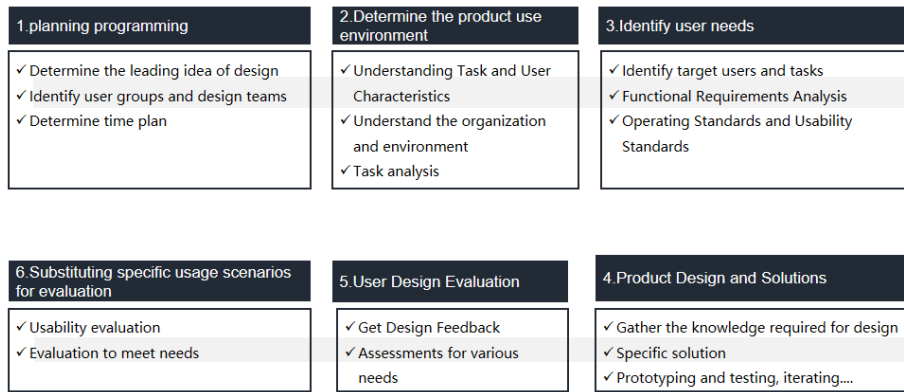 1.planning programming
✓Determine the leading idea of design
✓Identify user groups and design teams
✓Determine time plan
2.Determine the product use
environment
✓Understanding Task and User
Characteristics
✓Understand the organization
and environment
✓Task analysis
3.Identify user needs
✓Identify target users and tasks
✓Functional Requirements Analysis
✓Operating Standards and Usability
Standards
6.Substituting specific usage scenarios
for evaluation
✓Usability evaluation
✓Evaluation to meet needs
5.User Design Evaluation
✓Get Design Feedback
✓Assessments for various
needs
4.Product Design and Solutions
✓Gather the knowledge required for design
✓Specific solution
✓Prototyping and testing, iterating....